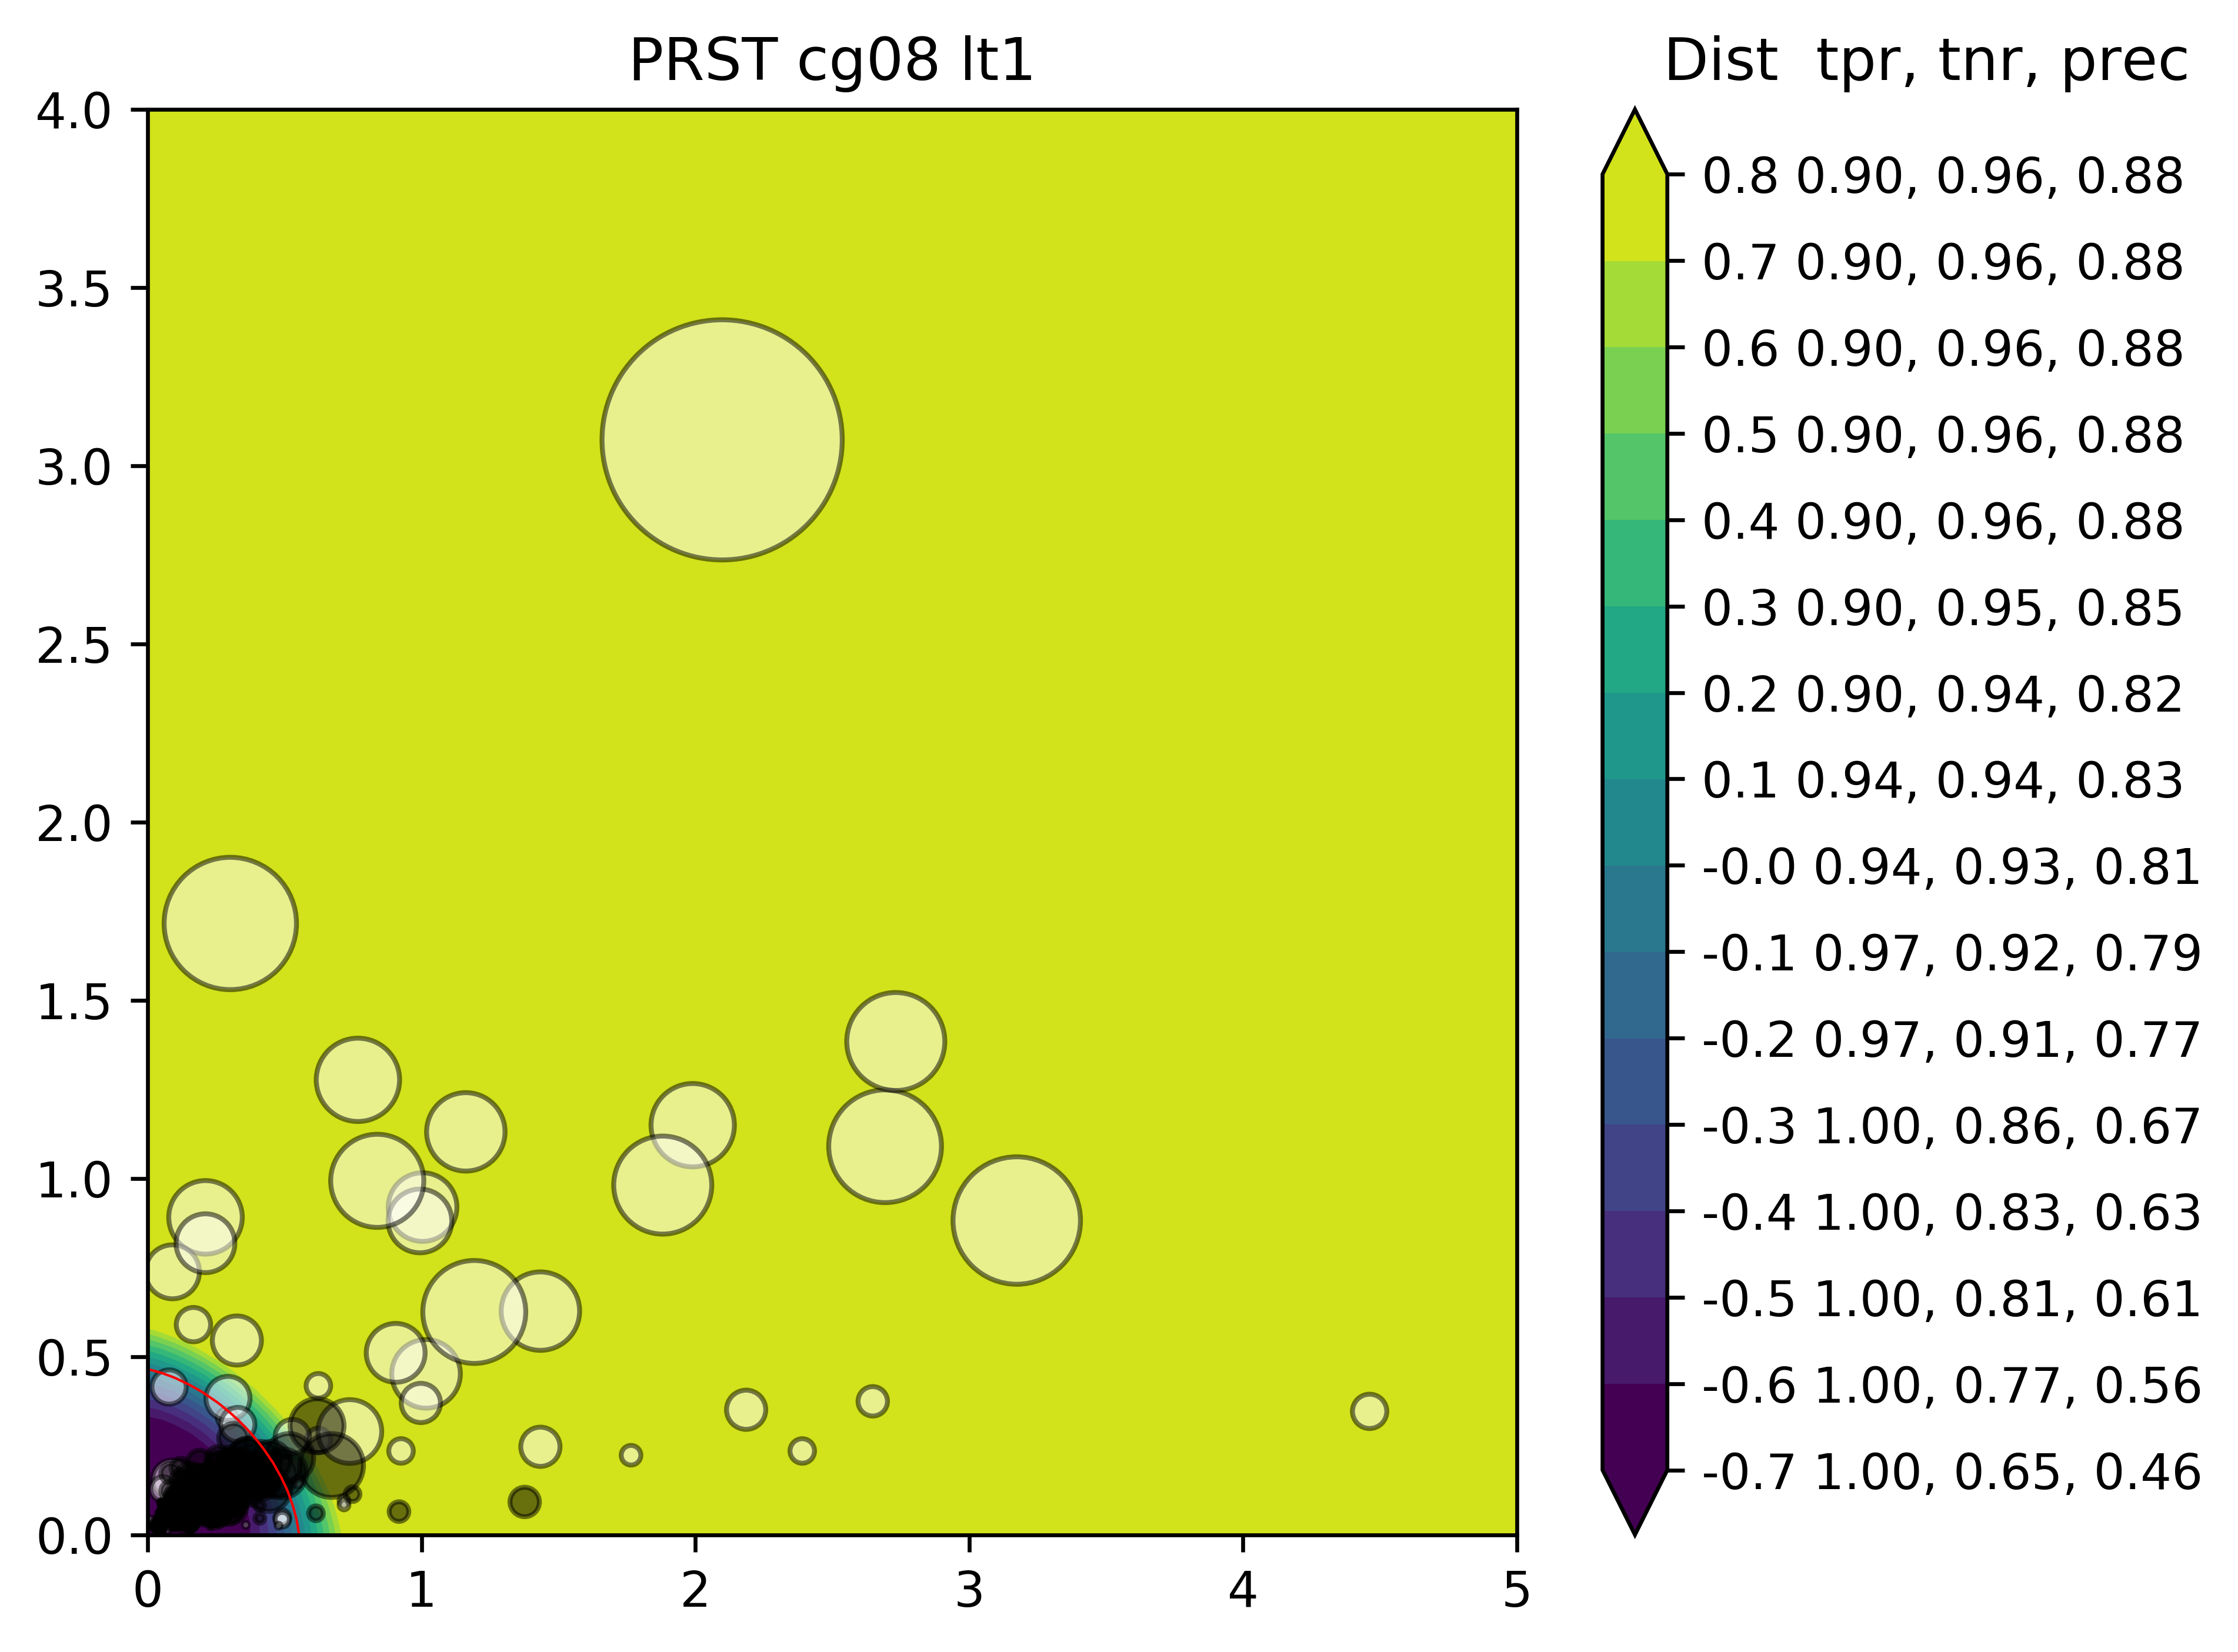 PRST cg08 lt1
Dist tpr, tnr, prec
4.0
3.5
3.0
2.5
2.0
1.5
1.0
0.5
0.0
0 1 2 3 4 5
0.8 0.90, 0.96, 0.88
0.7 0.90, 0.96, 0.88
0.6 0.90, 0.96, 0.88
0.5 0.90, 0.96, 0.88
0.4 0.90, 0.96, 0.88
0.3 0.90, 0.95, 0.85
0.2 0.90, 0.94, 0.82
0.1 0.94, 0.94, 0.83
-0.0 0.94, 0.93, 0.81
-0.1 0.97, 0.92, 0.79
-0.2 0.97, 0.91, 0.77
-0.3 1.00, 0.86, 0.67
-0.4 1.00, 0.83, 0.63
-0.5 1.00, 0.81, 0.61
-0.6 1.00, 0.77, 0.56
-0.7 1.00, 0.65, 0.46